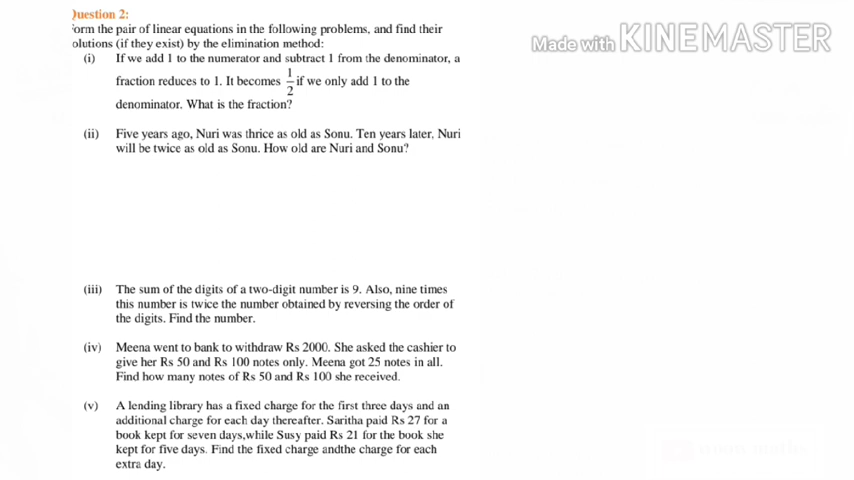 Question 2:
Form the pair of linear equations in the following problems, and find their
olutions (if they exist) by the elimination method:
(i) If we add 1 to the numerator and subtract 1 from the denominator, a
fraction reduces to 1. It becomes 1/2 if we only add 1 to the
denominator. What is the fraction?
(ii) Five years ago, Nuri was thrice as old as Sonu. Ten years later, Nuri
will be twice as old as Sonu. How old are Nuri and Sonu?
(iii) The sum of the digits of a two-digit number is 9. Also, nine times
this number is twice the number obtained by reversing the order of
the digits. Find the number.
(iv) Meena went to bank to withdraw Rs 2000. She asked the cashier to
give her Rs 50 and Rs 100 notes only. Meena got 25 notes in all.
Find how many notes of Rs 50 and Rs 100 she received.
(v) A lending library has a fixed charge for the first three days and an
additional charge for each day thereafter. Saritha paid Rs 27 for a
book kept for seven days,while Susy paid Rs 21 for the book she
kept for five days. Find the fixed charge andthe charge for each
extra day.
Made with KINEMASTER